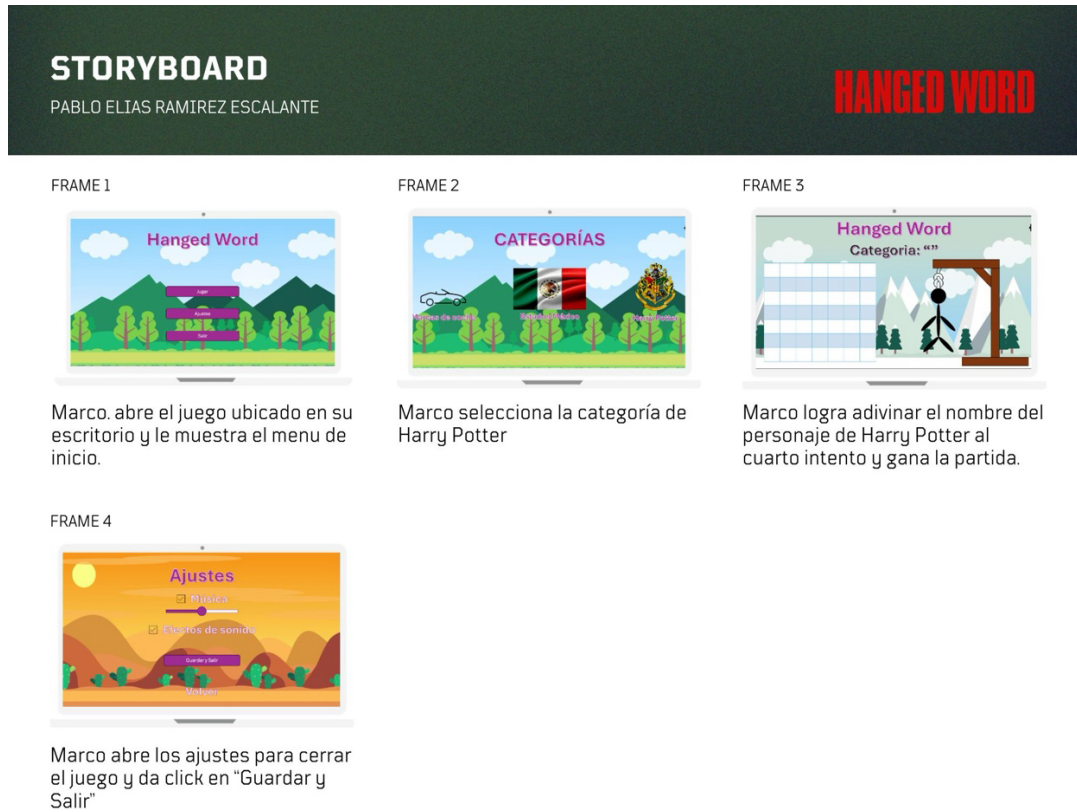 STORYBOARD
PABLO ELIAS RAMIREZ ESCALANTE
HANGED WORD
FRAME 1
Hanged Word
Jugar
Ajustes
Salir
Marco. abre el juego ubicado en su
escritorio y le muestra el menu de
inicio.
FRAME 2
CATEGORÍAS
Harry Potter
Marco selecciona la categoría de
Harry Potter
FRAME 3
Hanged Word
Categoria: “”
Marco logra adivinar el nombre del
personaje de Harry Potter al
cuarto intento y gana la partida.
FRAME 4
Ajustes
Música
Efectos de sonido
Guardar y Salir
Volver
Marco abre los ajustes para cerrar
el juego y da click en “Guardar y
Salir”